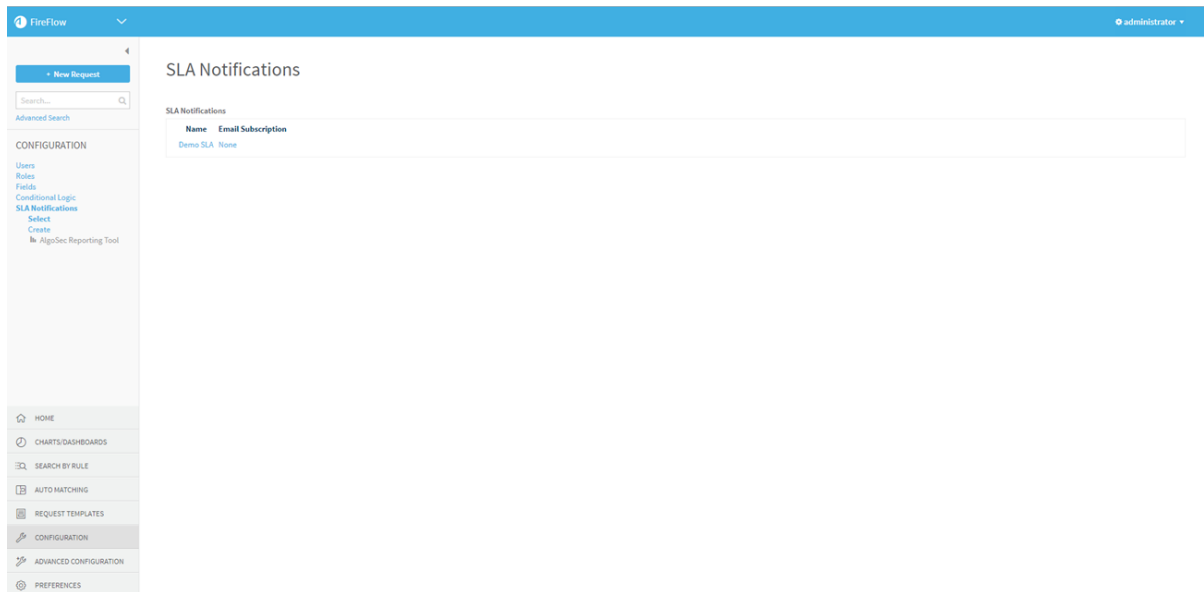 FireFlow
administrator
+ New Request
Search...
Advanced Search
CONFIGURATION
Users
Roles
Fields
Conditional Logic
SLA Notifications
Select
Create
AlgoSec Reporting Tool
HOME
CHARTS/DASHBOARDS
SEARCH BY RULE
AUTO MATCHING
REQUEST TEMPLATES
CONFIGURATION
ADVANCED CONFIGURATION
PREFERENCES
SLA Notifications
SLA Notifications
Name Email Subscription
Demo SLA None